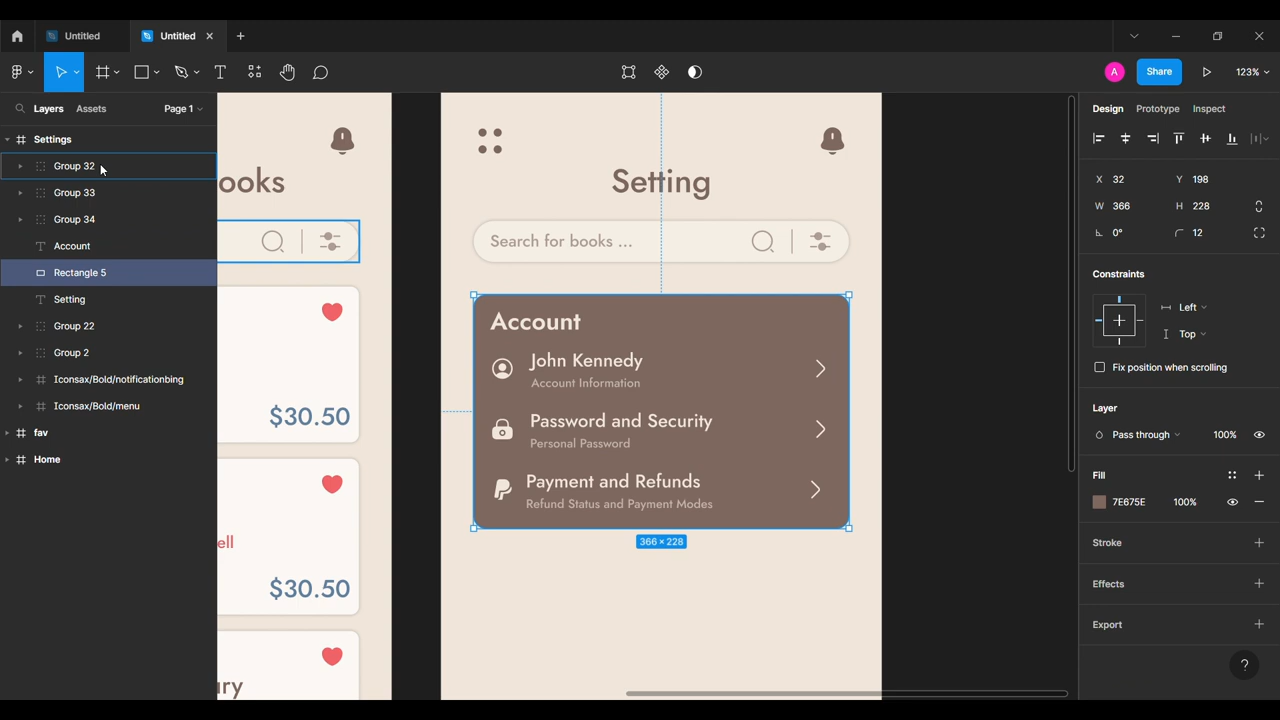 Untitled
Untitled
Share
123%
Layers
Assets
Page 1
Settings
Group 32
Group 33
Group 34
Account
Rectangle 5
Setting
Group 22
Group 2
Iconsax/Bold/notificationbing
Iconsax/Bold/menu
fav
Home
ooks
$30.50
ell
$30.50
ary
Setting
Search for books ...
Account
John Kennedy
Account Information
Password and Security
Personal Password
Payment and Refunds
Refund Status and Payment Modes
366 × 228
Design
Prototype
Inspect
X 32
Y 198
W 366
H 228
0°
12
Constraints
Left
Top
Fix position when scrolling
Layer
Pass through
100%
Fill
7E675E
100%
Stroke
Effects
Export
A
?